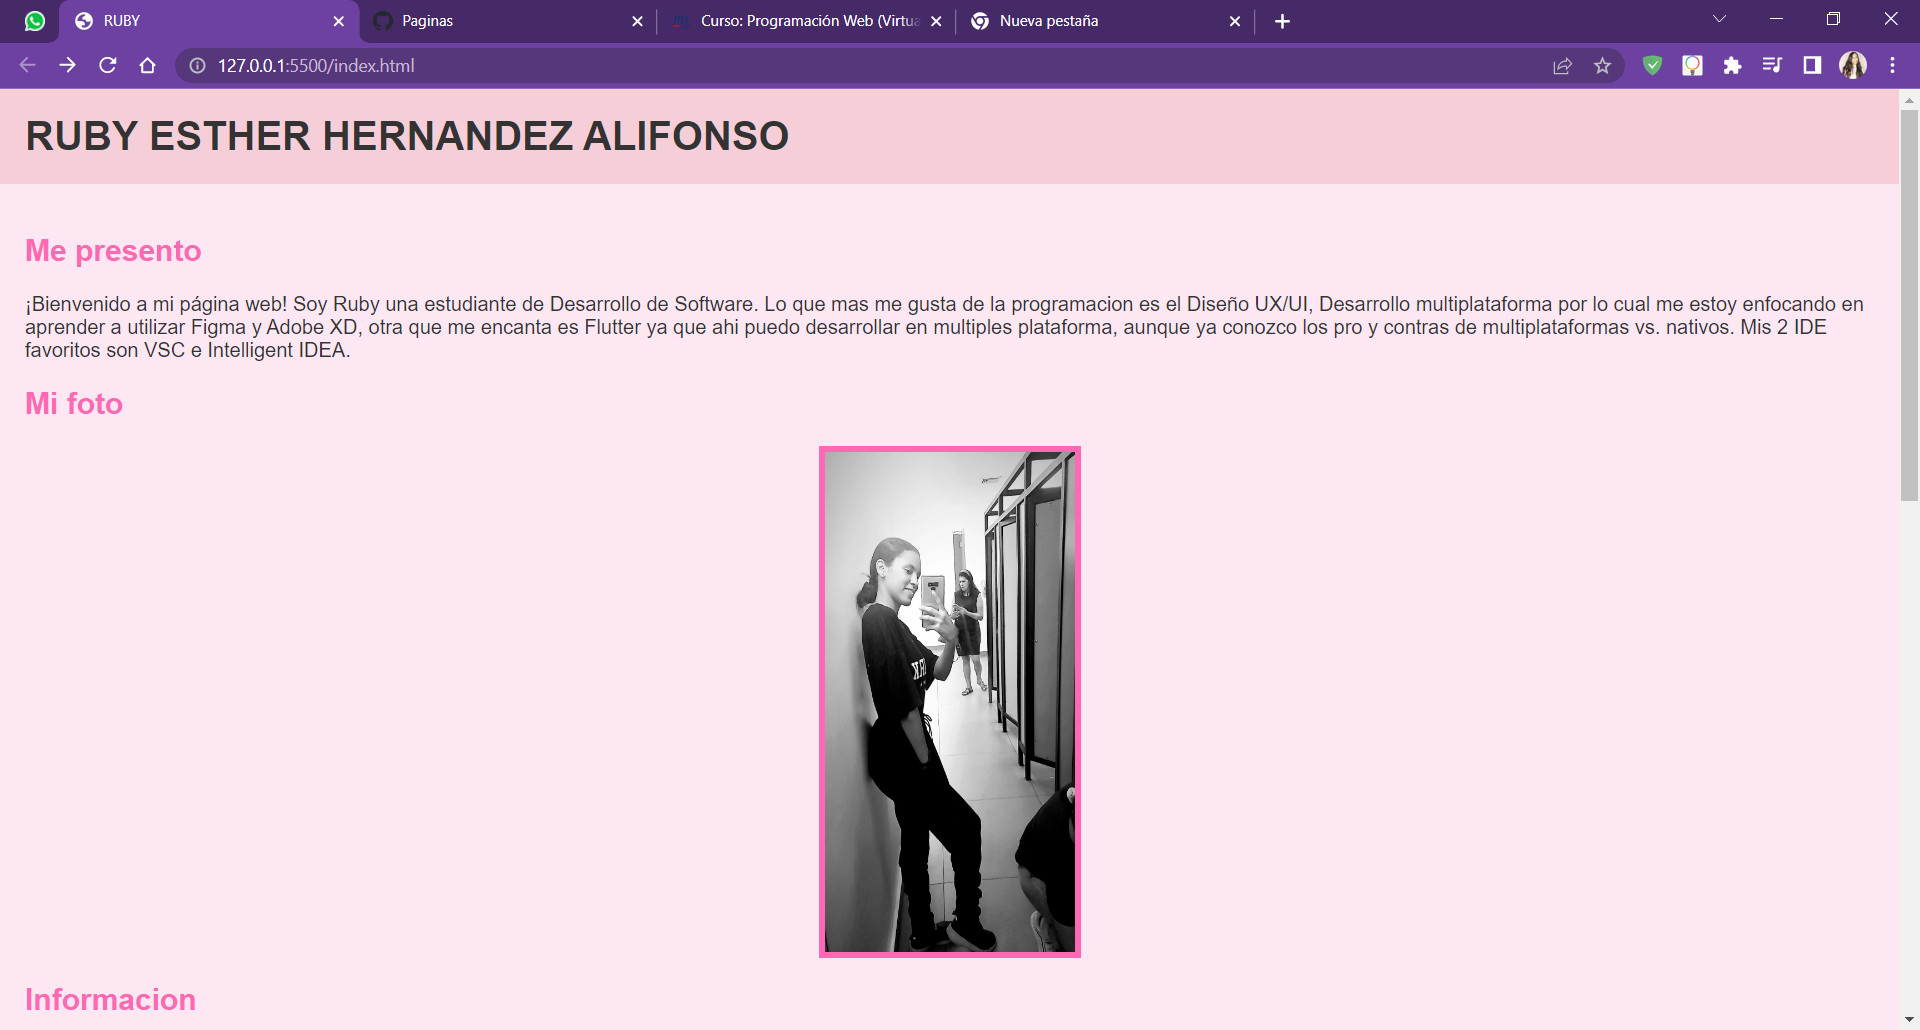 RUBY
Paginas
Curso: Programación Web (Virtua
Nueva pestaña
127.0.0.1:5500/index.html
RUBY ESTHER HERNANDEZ ALIFONSO
Me presento
¡Bienvenido a mi página web! Soy Ruby una estudiante de Desarrollo de Software. Lo que mas me gusta de la programacion es el Diseño UX/UI, Desarrollo multiplataforma por lo cual me estoy enfocando en
aprender a utilizar Figma y Adobe XD, otra que me encanta es Flutter ya que ahi puedo desarrollar en multiples plataforma, aunque ya conozco los pro y contras de multiplataformas vs. nativos. Mis 2 IDE
favoritos son VSC e Intelligent IDEA.
Mi foto
Informacion